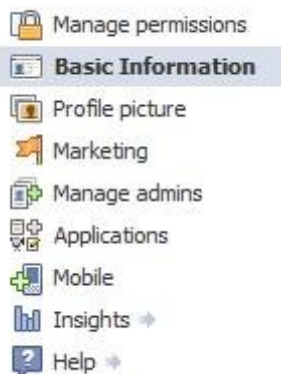 Manage permissions
Basic Information
Profile picture
Marketing
Manage admins
Applications
Mobile
Insights
Help